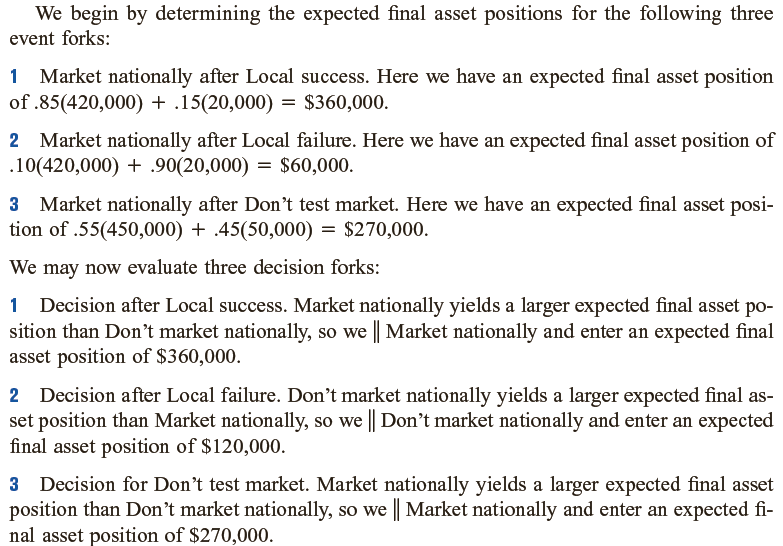 We begin by determining the expected final asset positions for the following three
event forks:
1 Market nationally after Local success. Here we have an expected final asset position
of .85(420,000) + .15(20,000) = $360,000.
2 Market nationally after Local failure. Here we have an expected final asset position of
.10(420,000) + .90(20,000) = $60,000.
3 Market nationally after Don’t test market. Here we have an expected final asset posi-
tion of .55(450,000) + .45(50,000) = $270,000.
We may now evaluate three decision forks:
1 Decision after Local success. Market nationally yields a larger expected final asset po-
sition than Don’t market nationally, so we || Market nationally and enter an expected final
asset position of $360,000.
2 Decision after Local failure. Don’t market nationally yields a larger expected final as-
set position than Market nationally, so we || Don’t market nationally and enter an expected
final asset position of $120,000.
3 Decision for Don’t test market. Market nationally yields a larger expected final asset
position than Don’t market nationally, so we || Market nationally and enter an expected fi-
nal asset position of $270,000.